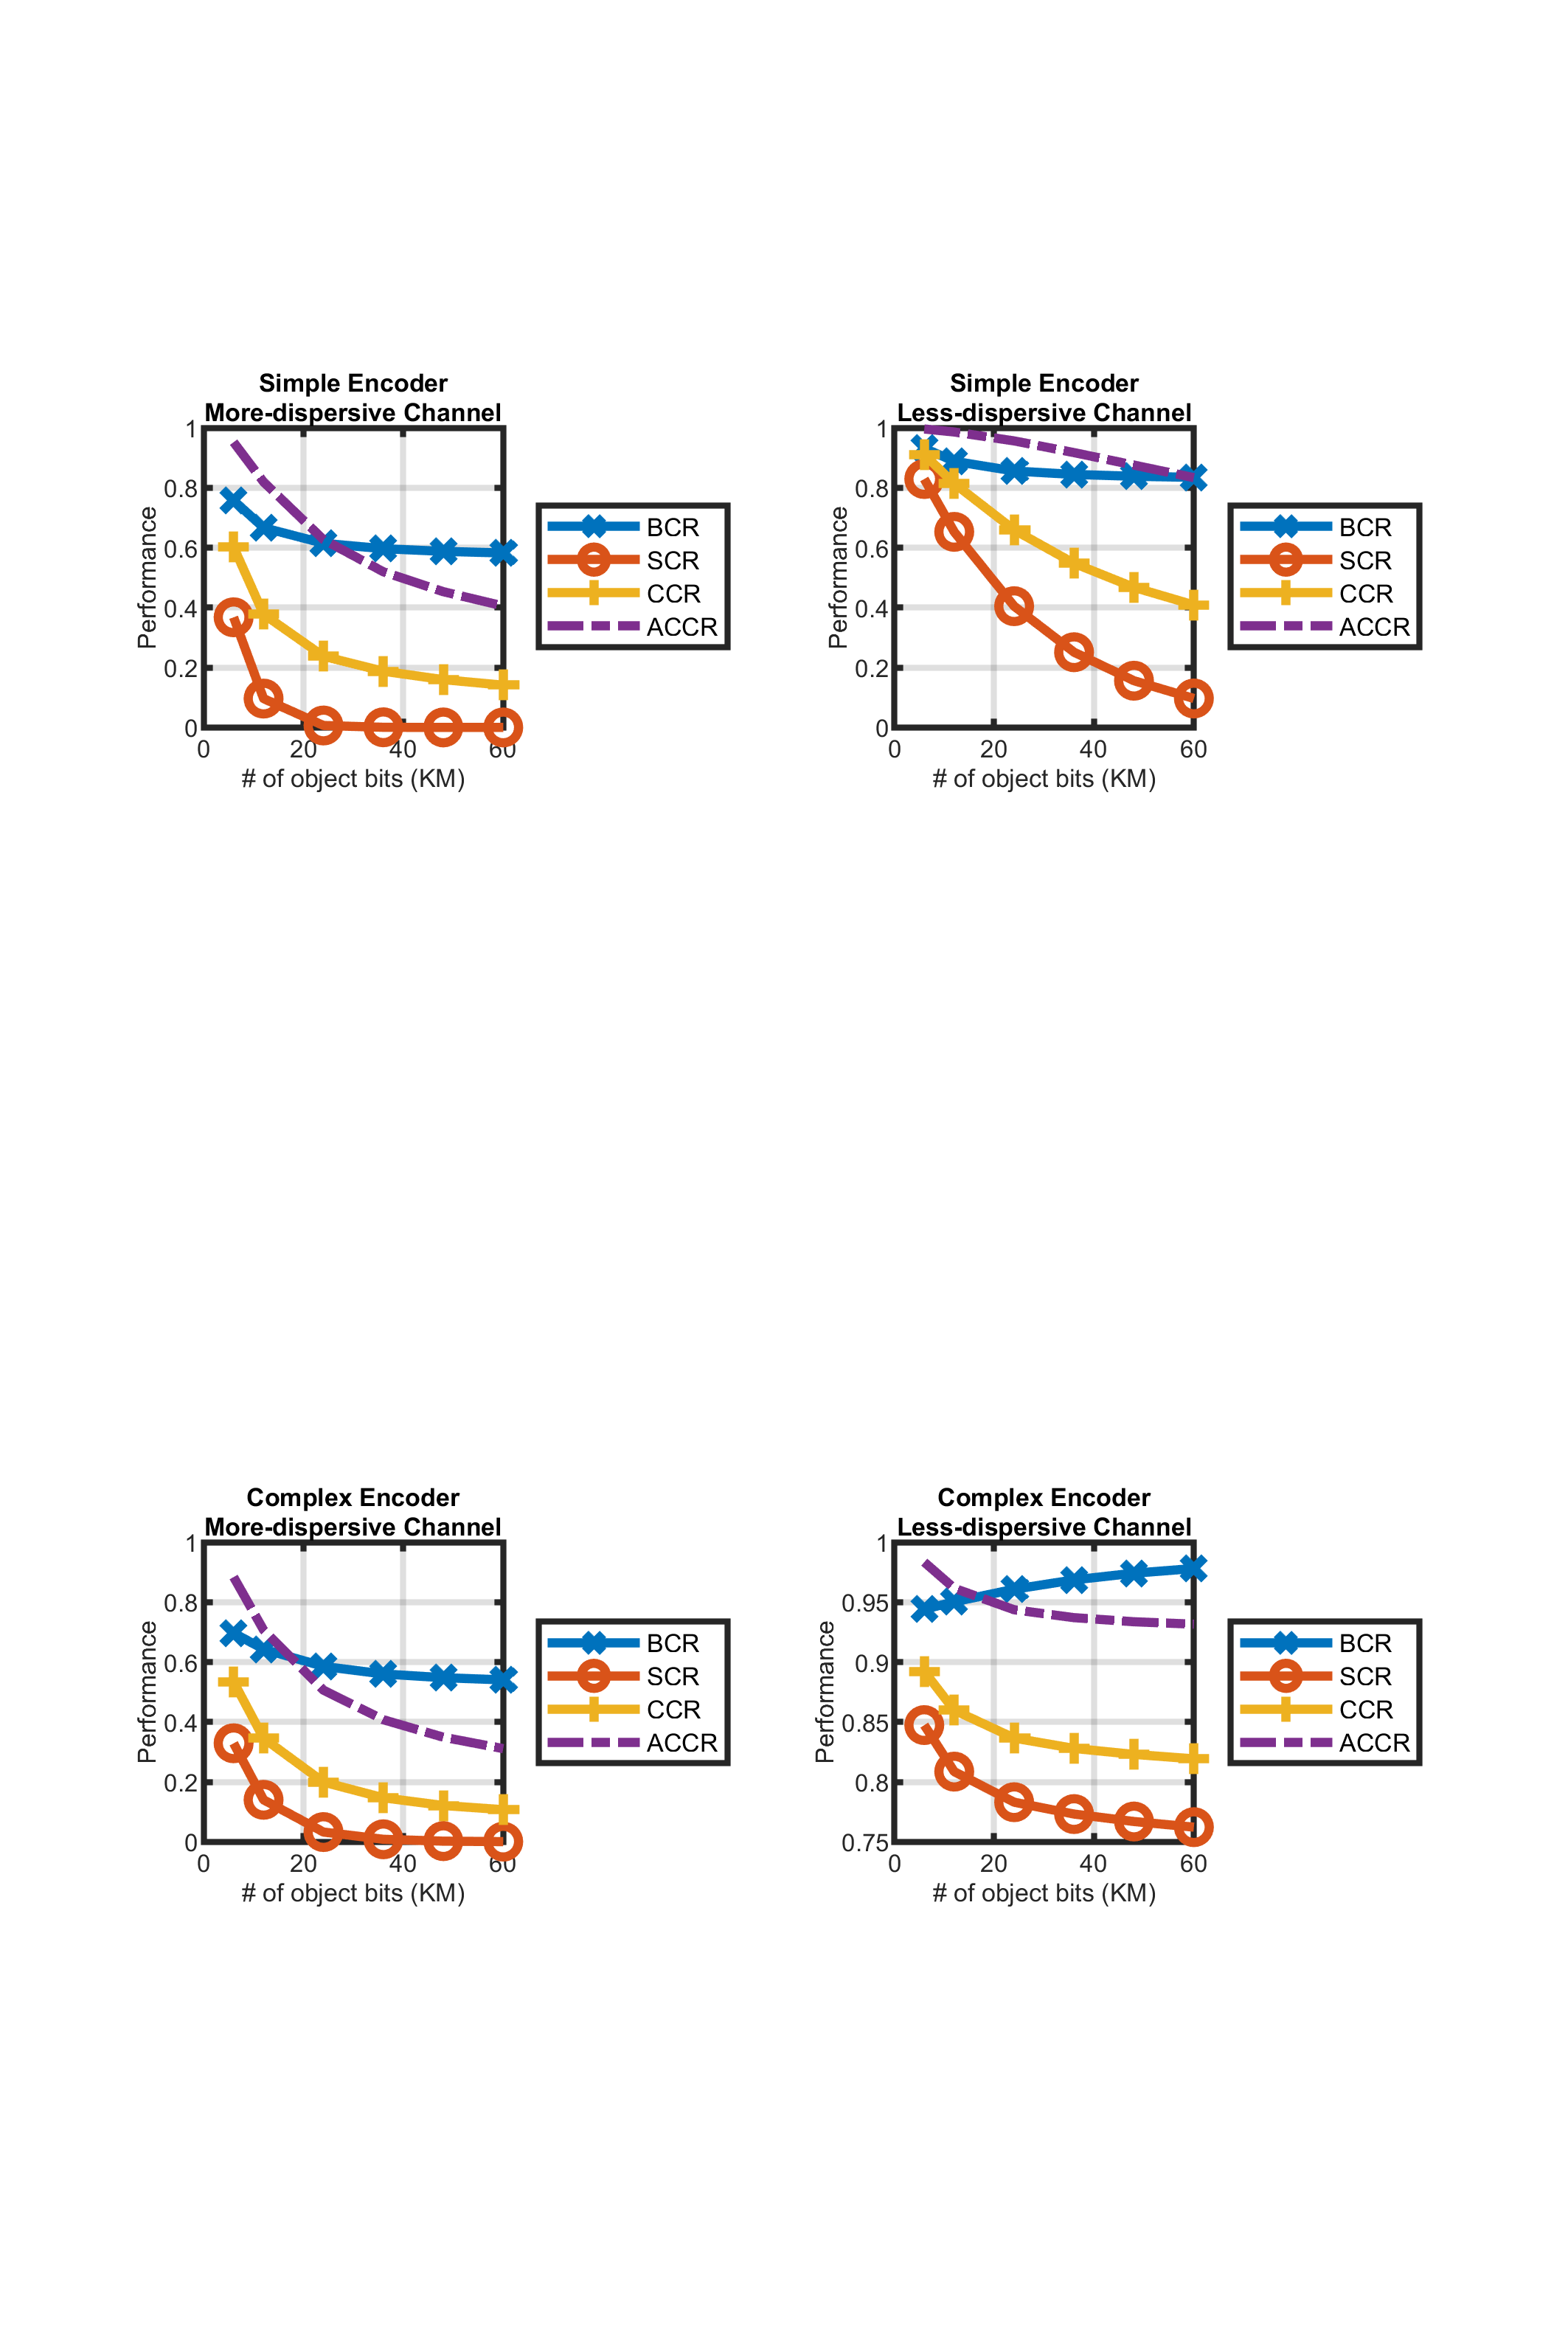 Simple Encoder
More-dispersive Channel
1
0.8
0.6
0.4
0.2
0
0 20 40 60
Performance
# of object bits (KM)
BCR
SCR
CCR
ACCR
Simple Encoder
Less-dispersive Channel
1
0.8
0.6
0.4
0.2
0
0 20 40 60
Performance
# of object bits (KM)
BCR
SCR
CCR
ACCR
Complex Encoder
More-dispersive Channel
1
0.8
0.6
0.4
0.2
0
0 20 40 60
Performance
# of object bits (KM)
BCR
SCR
CCR
ACCR
Complex Encoder
Less-dispersive Channel
1
0.95
0.9
0.85
0.8
0.75
0 20 40 60
Performance
# of object bits (KM)
BCR
SCR
CCR
ACCR